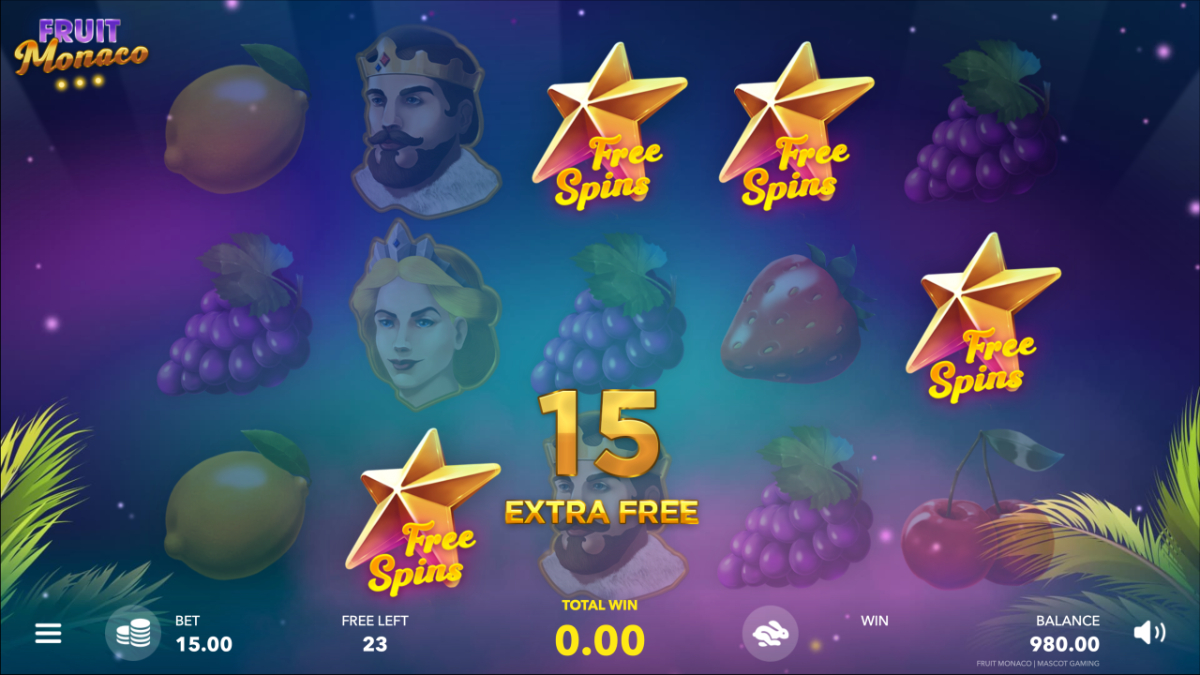 FRUIT
Monaco
Free
Spins
Free
Spins
Free
Spins
15
EXTRA FREE
Free
Spins
BET
15.00
FREE LEFT
23
TOTAL WIN
0.00
WIN
BALANCE
980.00
FRUIT MONACO | MASCOT GAMING